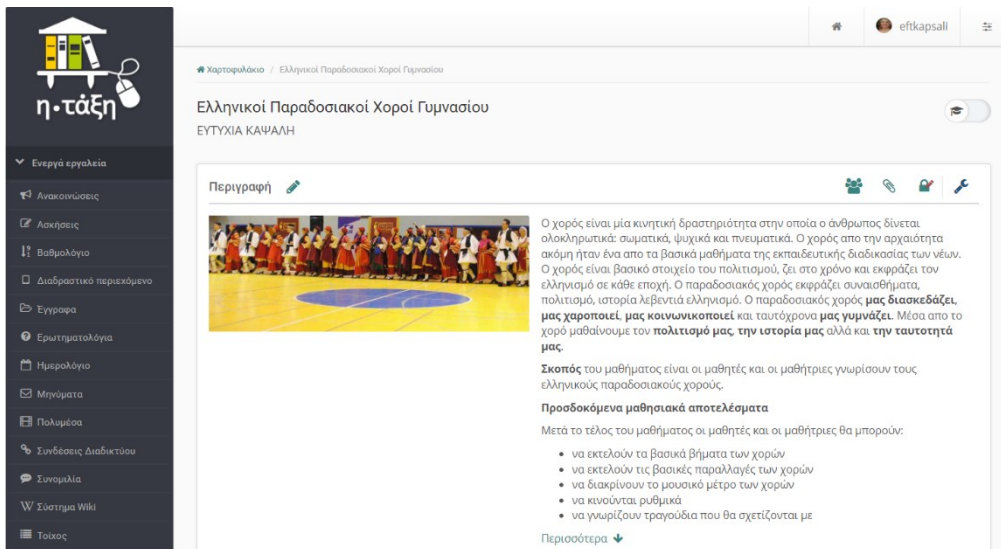 η·τάξη
eftkapsali
Χαρτοφυλάκιο / Ελληνικοί Παραδοσιακοί Χοροί Γυμνασίου
Ελληνικοί Παραδοσιακοί Χοροί Γυμνασίου
ΕΥΤΥΧΙΑ ΚΑΨΑΛΗ
Ενεργά εργαλεία
Ανακοινώσεις
Ασκήσεις
Βαθμολόγιο
Διαδραστικό περιεχόμενο
Έγγραφα
Ερωτηματολόγια
Ημερολόγιο
Μηνύματα
Πολυμέσα
Συνδέσεις Διαδικτύου
Συνομιλία
Σύστημα Wiki
Τοίχος
Περιγραφή
Ο χορός είναι μία κινητική δραστηριότητα στην οποία ο άνθρωπος δίνεται
ολοκληρωτικά: σωματικά, ψυχικά και πνευματικά. Ο χορός απο την αρχαιότητα
ακόμη ήταν ένα απο τα βασικά μαθήματα της εκπαιδευτικής διαδικασίας των νέων.
Ο χορός είναι βασικό στοιχείο του πολιτισμού, ζει στο χρόνο και εκφράζει τον
ελληνισμό σε κάθε εποχή. Ο παραδοσιακός χορός εκφράζει συναισθήματα,
πολιτισμό, ιστορία λεβεντιά ελληνισμό. Ο παραδοσιακός χορός μας διασκεδάζει,
μας χαροποιεί, μας κοινωνικοποιεί και ταυτόχρονα μας γυμνάζει. Μέσα απο το
χορό μαθαίνουμε τον πολιτισμό μας, την ιστορία μας αλλά και την ταυτοτητά
μας.
Σκοπός του μαθήματος είναι οι μαθητές και οι μαθήτριες γνωρίσουν τους
ελληνικούς παραδοσιακούς χορούς.
Προσδοκόμενα μαθησιακά αποτελέσματα
Μετά το τέλος του μαθήματος οι μαθητές και οι μαθήτριες θα μπορούν:
• να εκτελούν τα βασικά βήματα των χορών
• να εκτελούν τις βασικές παραλλαγές των χορών
• να διακρίνουν το μουσικό μέτρο των χορών
• να κινούνται ρυθμικά
• να γνωρίζουν τραγούδια που θα σχετίζονται με
Περισσότερα